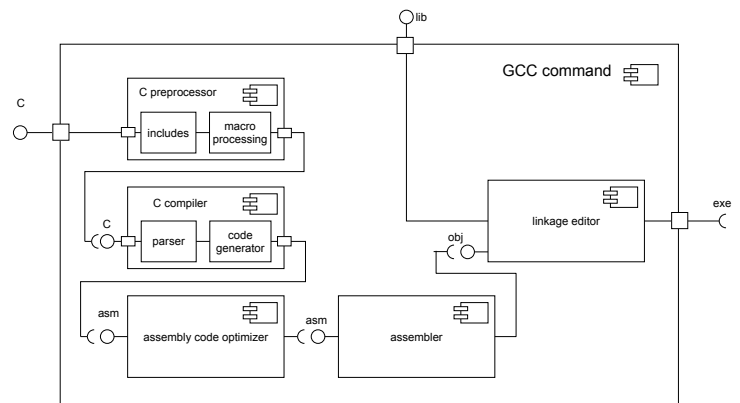 lib
GCC command
C
C preprocessor
includes
macro
processing
C
C compiler
parser
code
generator
linkage editor
exe
obj
asm
assembly code optimizer
asm
assembler